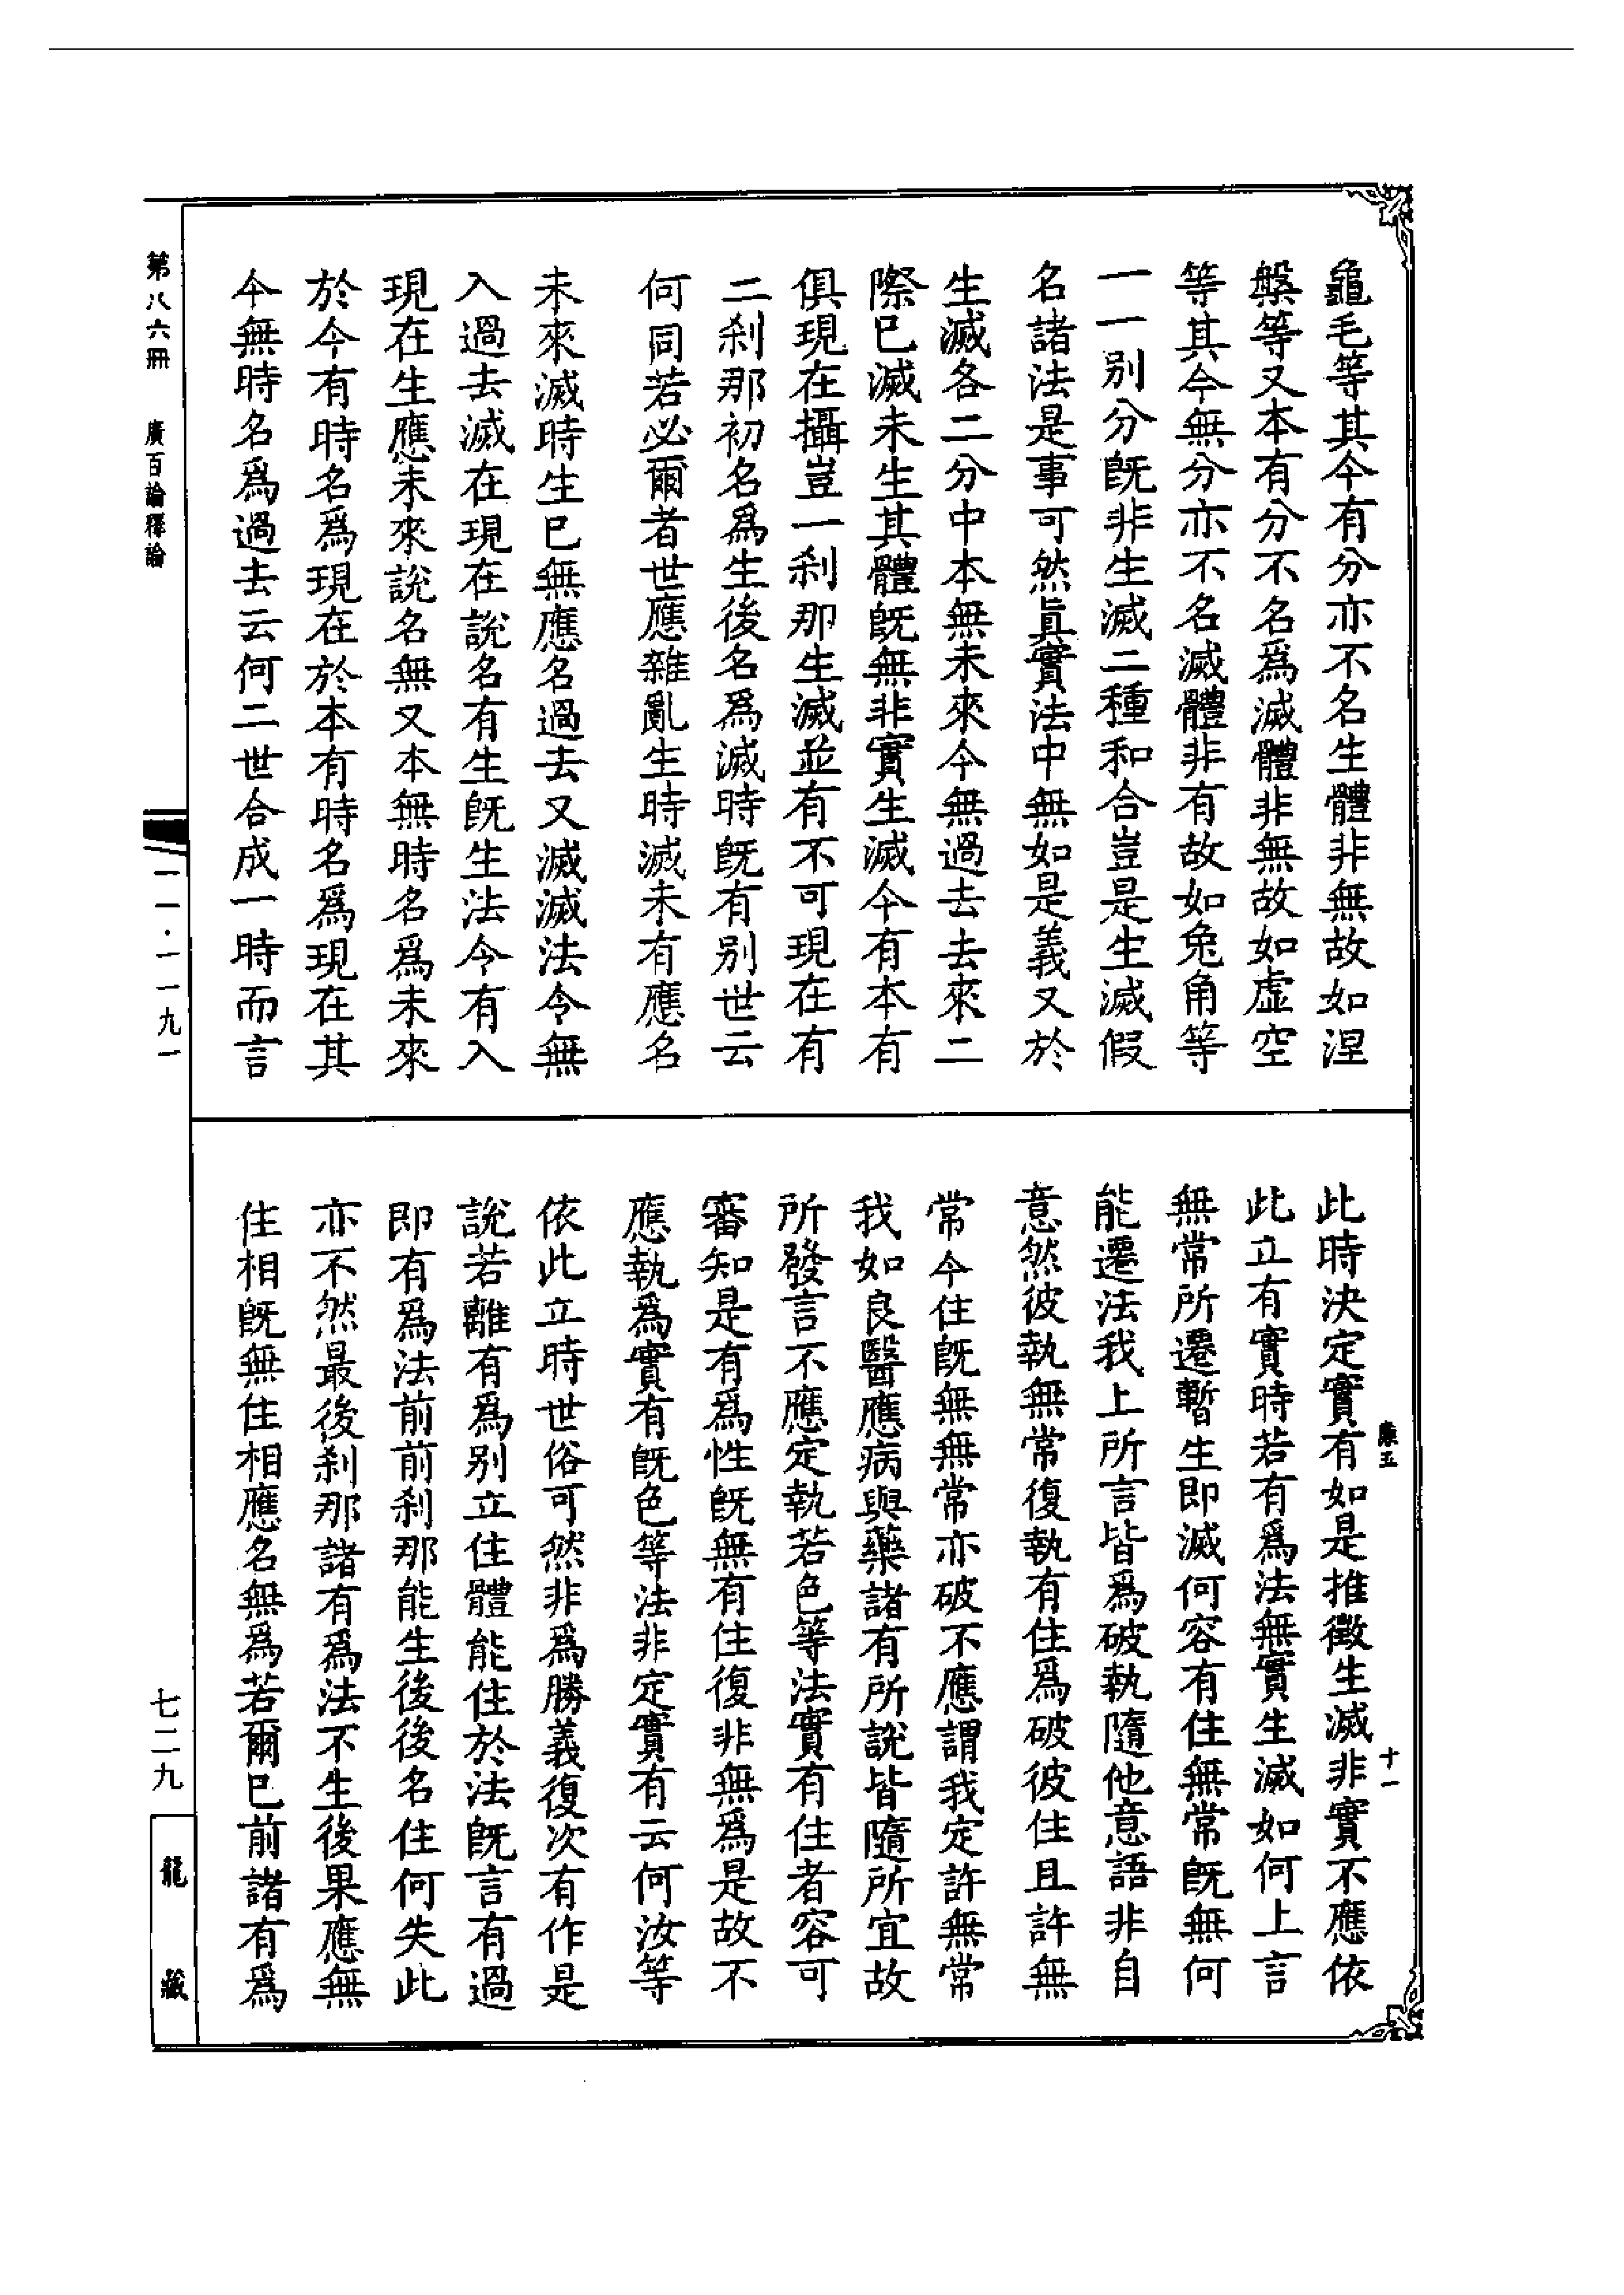 龜毛等其今有分亦不名生體非無故如涅
槃等又本有分不名爲滅體非無故如虛空
等其今無分亦不名滅體非有故如兔角等
一一別分既非生滅二種和合豈是生滅假
名諸法是事可然眞實法中無如是義又於
生滅各二分中本無未來今無過去去來二
際已滅未生其體既無非實生滅今有本有
俱現在攝豈一刹那生滅並有不可現在有
二刹那初名爲生後名爲滅時既有別世云
何同若必爾者世應雜亂生時滅未有應名
未來滅時生已無應名過去又滅滅法令無
入過去滅在現在說名有生既生法令有入
現在生應未來說名無又本無時名爲未來
於今有時名爲現在於本有時名爲現在其
今無時名爲過去云何二世合成一時而言
此時決定實有如是推徵生滅非實不應依
此立有實時若有爲法無實生滅如何上言
無常所遷暫生即滅何容有住無常既無何
能遷法我上所言皆爲破執隨他意語非自
意然彼執無常復執有住爲破彼住且許無
常今住既無無常亦破不應謂我定許無常
我如良醫應病與藥諸有所說皆隨所宜故
所發言不應定執若色等法實有住者容可
審知是有爲性既無有住復非無爲是故不
應執爲實有既色等法非定實有云何汝等
依此立時世俗可然非爲勝義復次有作是
說若離有爲別立住體能住於法既言有過
即有爲法前前刹那能生後後名住何失此
亦不然最後刹那諸有爲法不生後果應無
住相既無住相應名無爲若爾已前諸有爲
十一
第八六冊 廣百論釋論
一一·一一九一
七二九
龍藏